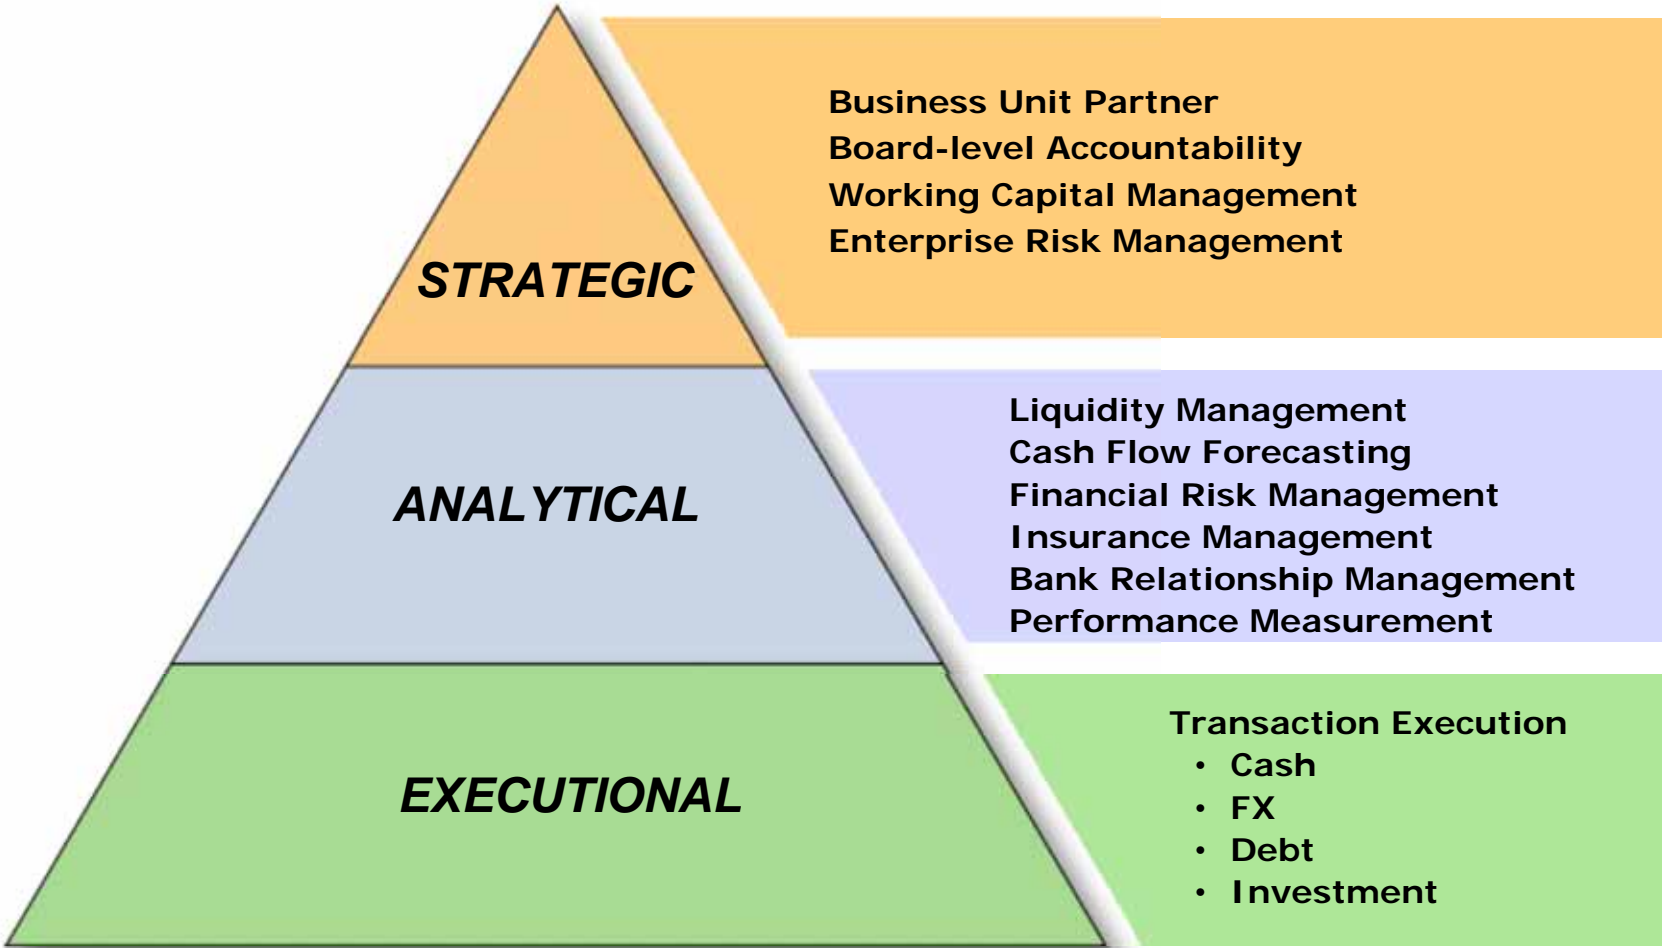 STRATEGIC
Business Unit Partner
Board-level Accountability
Working Capital Management
Enterprise Risk Management
ANALYTICAL
Liquidity Management
Cash Flow Forecasting
Financial Risk Management
Insurance Management
Bank Relationship Management
Performance Measurement
EXECUTIONAL
Transaction Execution
• Cash
• FX
• Debt
• Investment